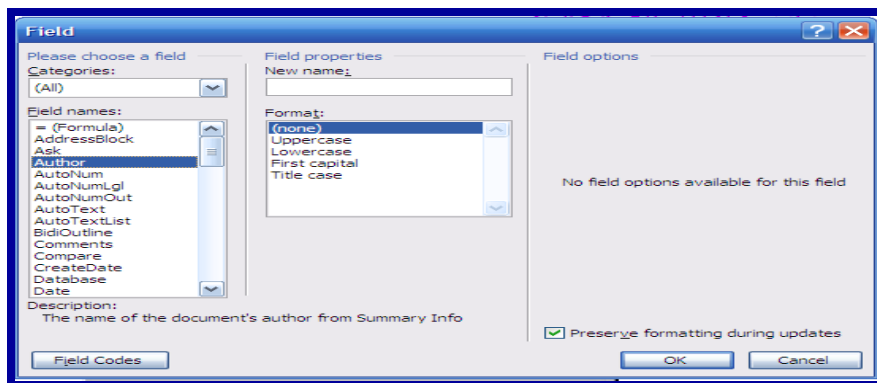 Field
Please choose a field
Categories:
(All)
Field names:
= (Formula)
AddressBlock
Ask
Author
AutoNum
AutoNumLgl
AutoNumOut
AutoText
AutoTextList
BidiOutline
Comments
Compare
CreateDate
Database
Date
Field properties
New name:
Format:
(none)
Uppercase
Lowercase
First capital
Title case
Field options
No field options available for this field
Description:
The name of the document's author from Summary Info
Preserve formatting during updates
Field Codes
OK
Cancel